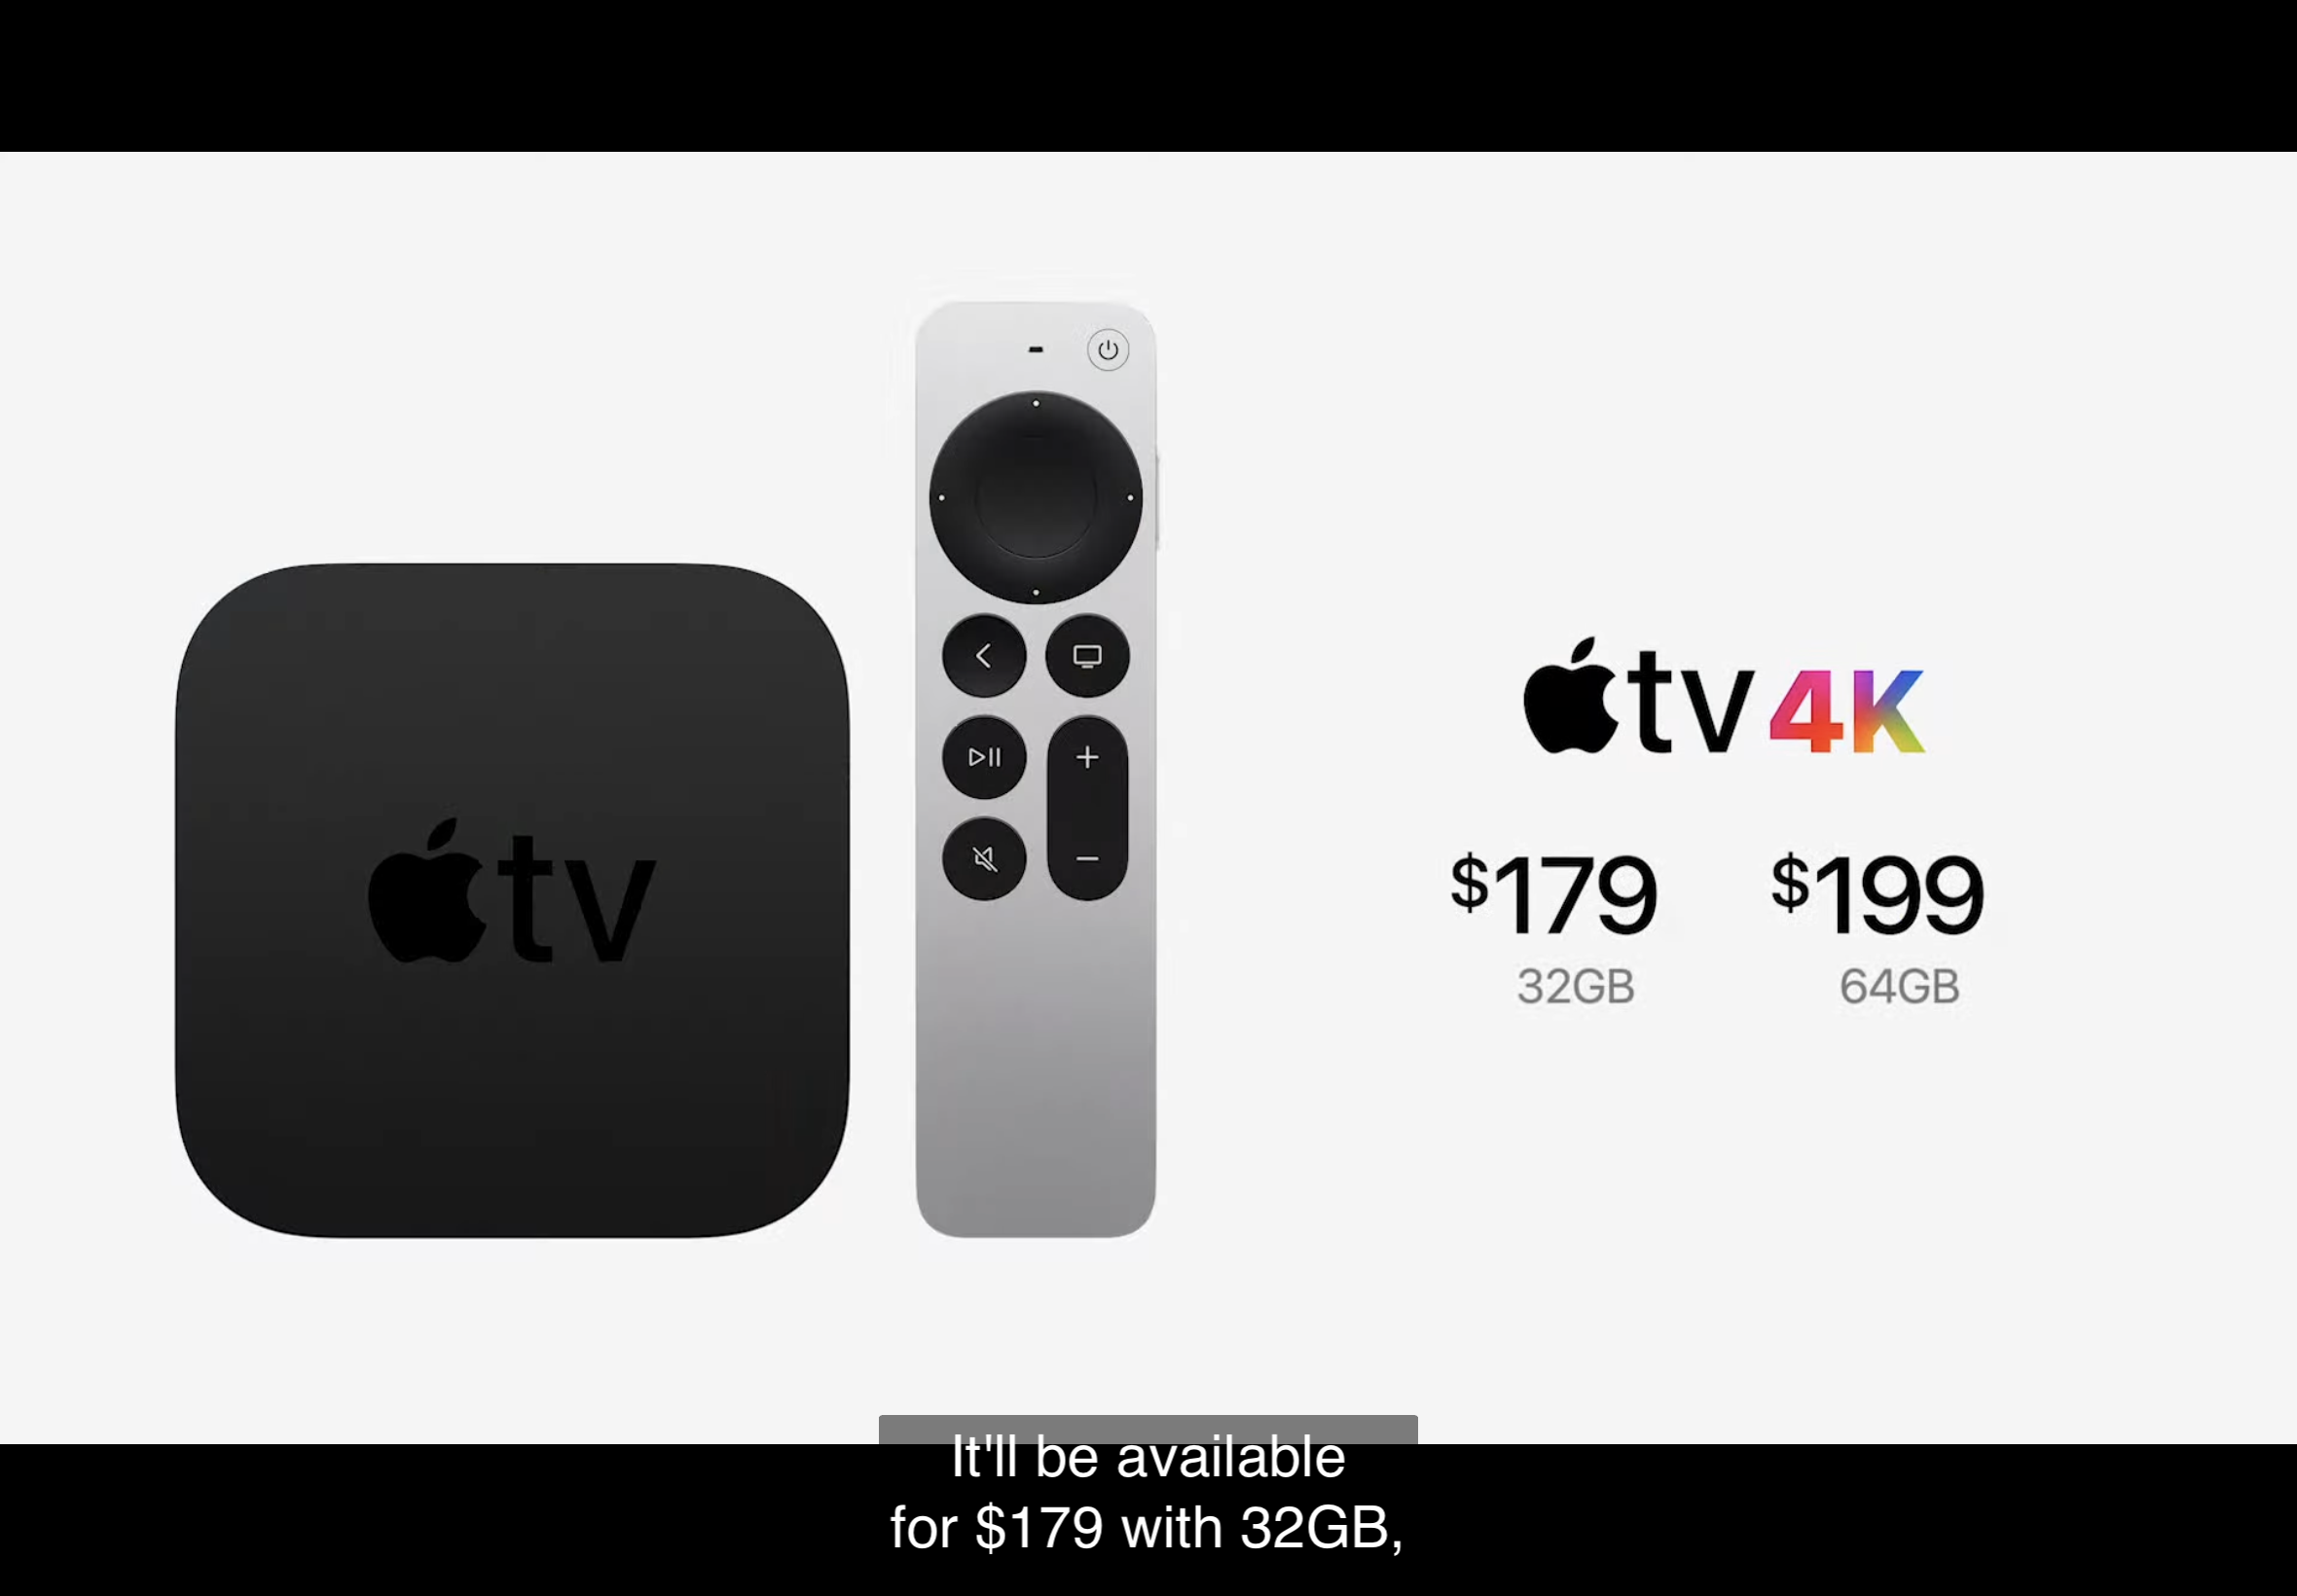 tv
tv 4K
$179 $199
32GB 64GB
It'll be available
for $179 with 32GB,